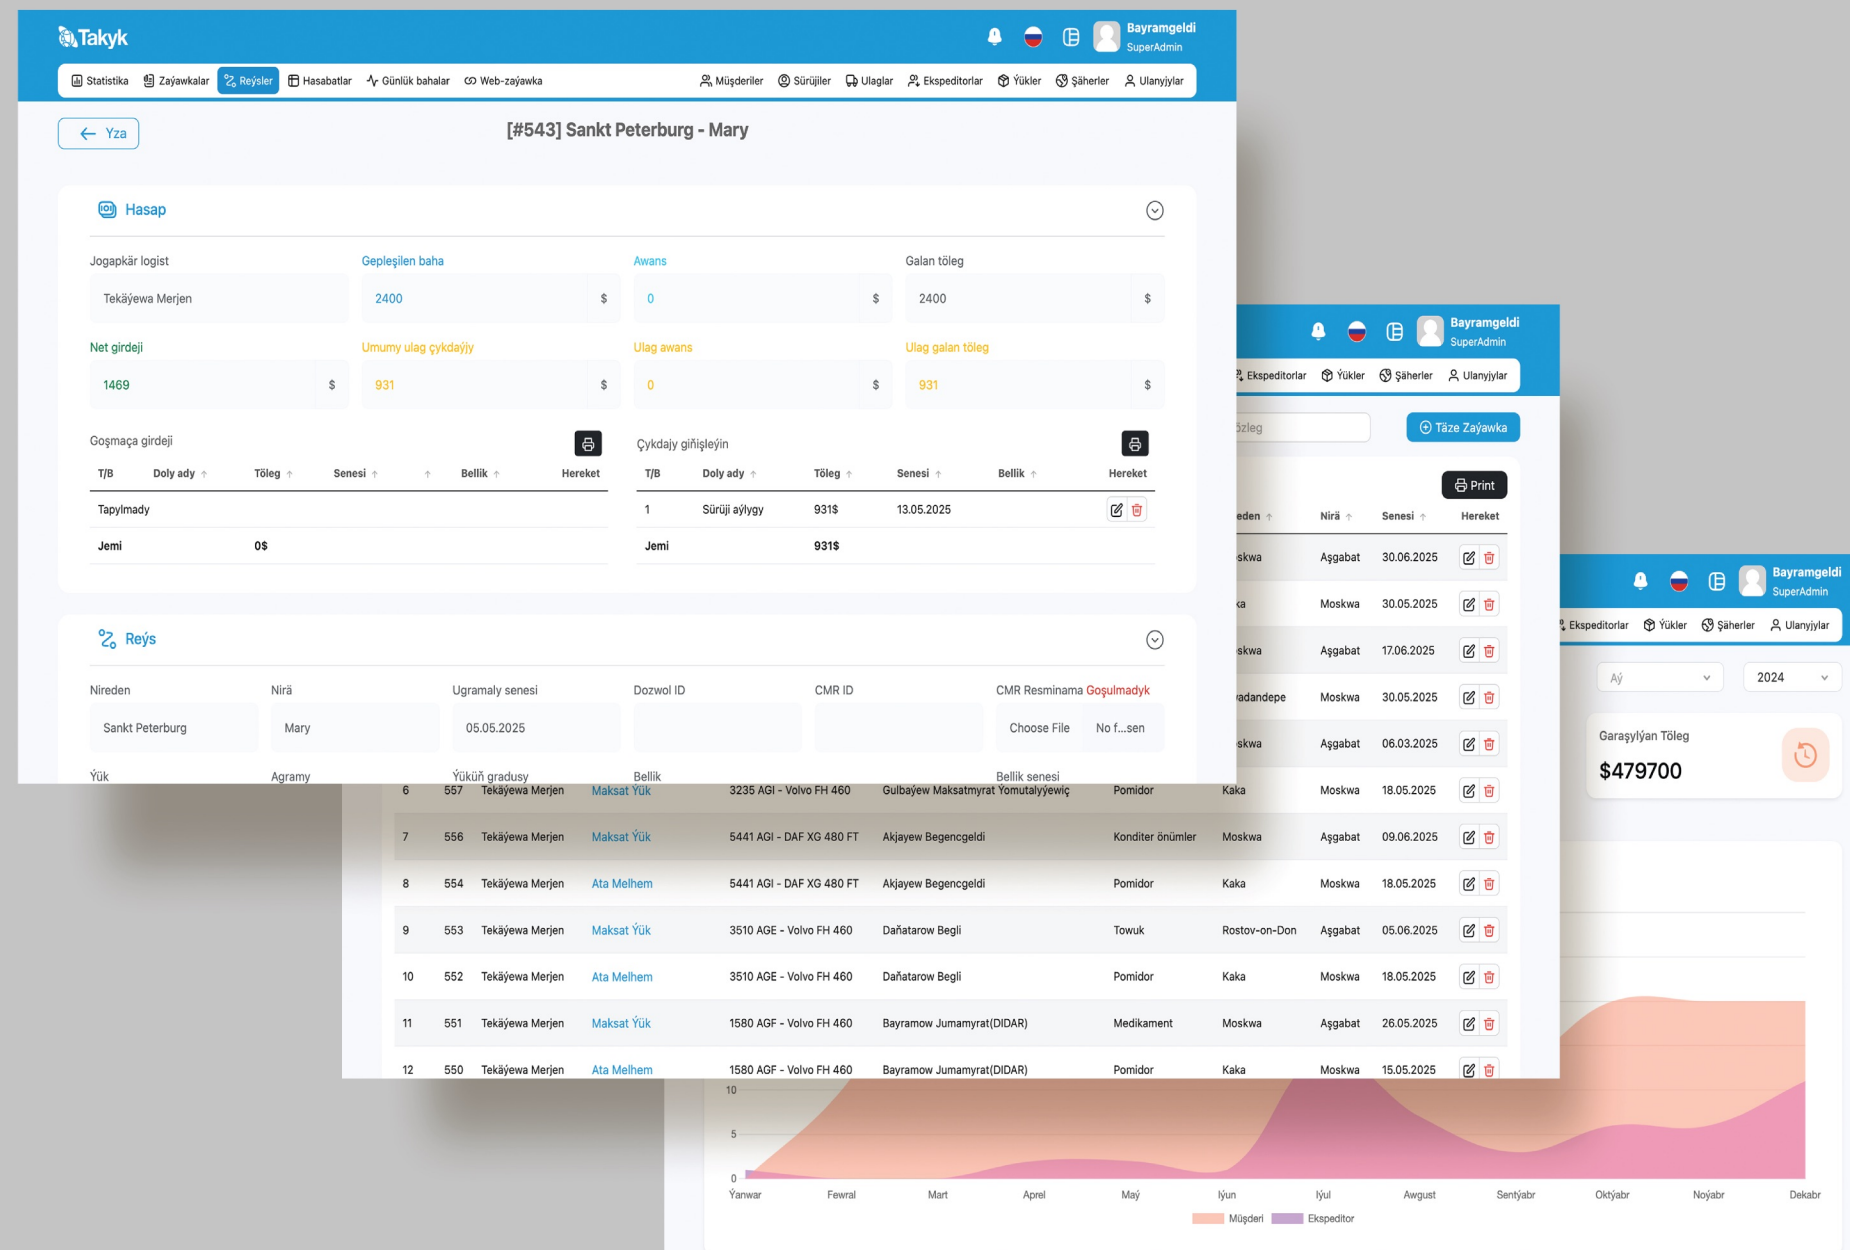 Takyk
Bayramgeldi
SuperAdmin
Statistika Zaýawkalar Reýsler Hasabatlar Günlük bahalar Web-zaýawka Müşderiler Sürüjiler Ulaglar Ekspeditorlar Ýükler Şäherler Ulanyjylar
Yza
[#543] Sankt Peterburg - Mary
Hasap
Jogapkär logist Gepleşilen baha Awans Galan töleg
Tekäýewa Merjen 2400 $ 0 $ 2400 $
Net girdeji Umumy ulag çykdaýjy Ulag awans Ulag galan töleg
1469 $ 931 $ 0 $ 931 $
Goşmaça girdeji
T/B Doly ady Töleg Senesi Bellik Hereket
Tapylmady
Jemi 0$
Çykdajy giňişleýin
T/B Doly ady Töleg Senesi Bellik Hereket
1 Sürüji aýlygy 931$ 13.05.2025
Jemi 931$
Reýs
Nireden Nirä Ugramaly senesi Dozwol ID CMR ID CMR Resminama Goşulmadyk
Sankt Peterburg Mary 05.05.2025 Choose File No f...sen
Ýük Agramy Ýüküň gradusy Bellik Bellik senesi
Bayramgeldi
SuperAdmin
Ekspeditorlar Ýükler Şäherler Ulanyjylar
Täze Zaýawka
Print
Nirä Senesi Hereket
Aşgabat 30.06.2025
Moskwa 30.05.2025
Aşgabat 17.06.2025
Moskwa 30.05.2025
Aşgabat 06.03.2025
6 557 Tekäýewa Merjen Maksat Ýük 3235 AGI - Volvo FH 460 Gulbaýew Maksatmyrat Ýomutalyýewiç Pomidor Kaka Moskwa 18.05.2025
7 556 Tekäýewa Merjen Maksat Ýük 5441 AGI - DAF XG 480 FT Akjayew Begencgeldi Konditer önümler Moskwa Aşgabat 09.06.2025
8 554 Tekäýewa Merjen Ata Melhem 5441 AGI - DAF XG 480 FT Akjayew Begencgeldi Pomidor Kaka Moskwa 18.05.2025
9 553 Tekäýewa Merjen Maksat Ýük 3510 AGE - Volvo FH 460 Daňatarow Begli Towuk Rostov-on-Don Aşgabat 05.06.2025
10 552 Tekäýewa Merjen Ata Melhem 3510 AGE - Volvo FH 460 Daňatarow Begli Pomidor Kaka Moskwa 18.05.2025
11 551 Tekäýewa Merjen Maksat Ýük 1580 AGF - Volvo FH 460 Bayramow Jumamyrat(DIDAR) Medikament Moskwa Aşgabat 26.05.2025
12 550 Tekäýewa Merjen Ata Melhem 1580 AGF - Volvo FH 460 Bayramow Jumamyrat(DIDAR) Pomidor Kaka Moskwa 15.05.2025
Bayramgeldi
SuperAdmin
Ekspeditorlar Ýükler Şäherler Ulanyjylar
Aý 2024
Garaşylýan Töleg
$479700
10
5
0
Ýanwar Fewral Mart Aprel Maý Iýun Iýul Awgust Sentýabr Oktýabr Noýabr Dekabr
Müşderi Ekspeditor